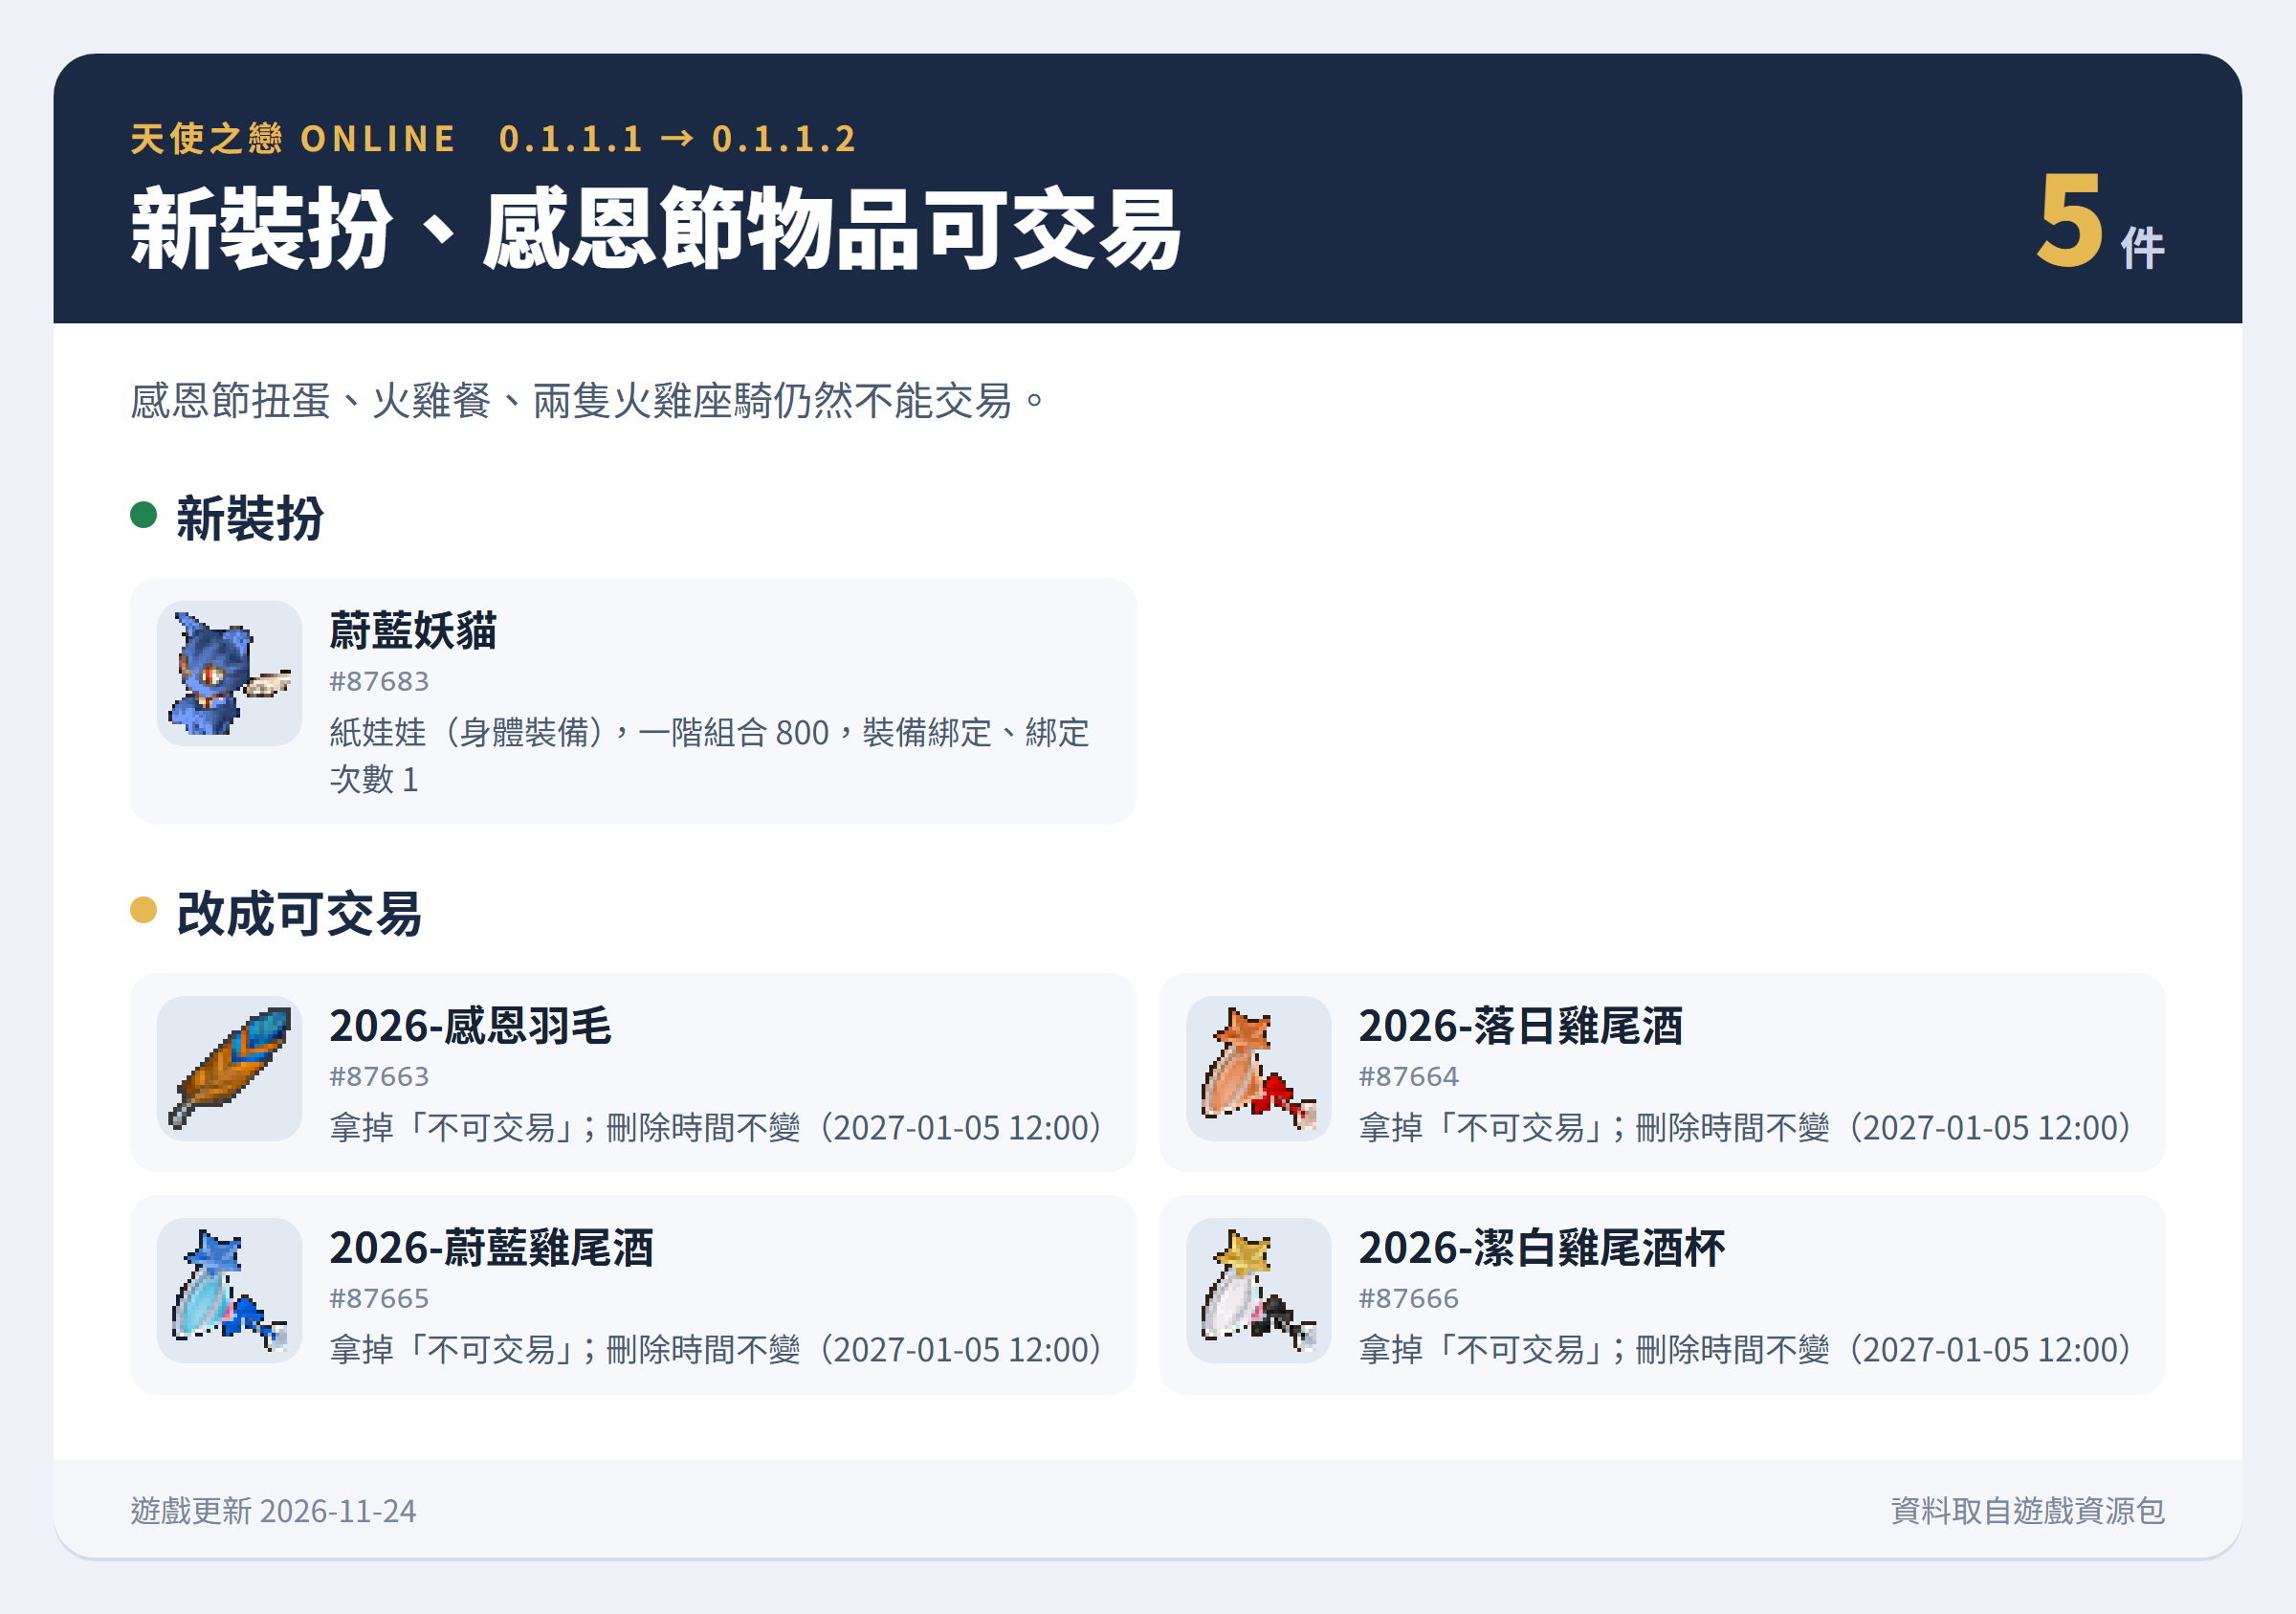 天使之戀 ONLINE 0.1.1.1 → 0.1.1.2
新裝扮、感恩節物品可交易
5 件
感恩節扭蛋、火雞餐、兩隻火雞座騎仍然不能交易。
新裝扮
蔚藍妖貓
#87683
紙娃娃（身體裝備），一階組合 800，裝備綁定、綁定
次數 1
改成可交易
2026-感恩羽毛
#87663
拿掉「不可交易」；刪除時間不變（2027-01-05 12:00）
2026-落日雞尾酒
#87664
拿掉「不可交易」；刪除時間不變（2027-01-05 12:00）
2026-蔚藍雞尾酒
#87665
拿掉「不可交易」；刪除時間不變（2027-01-05 12:00）
2026-潔白雞尾酒杯
#87666
拿掉「不可交易」；刪除時間不變（2027-01-05 12:00）
遊戲更新 2026-11-24
資料取自遊戲資源包